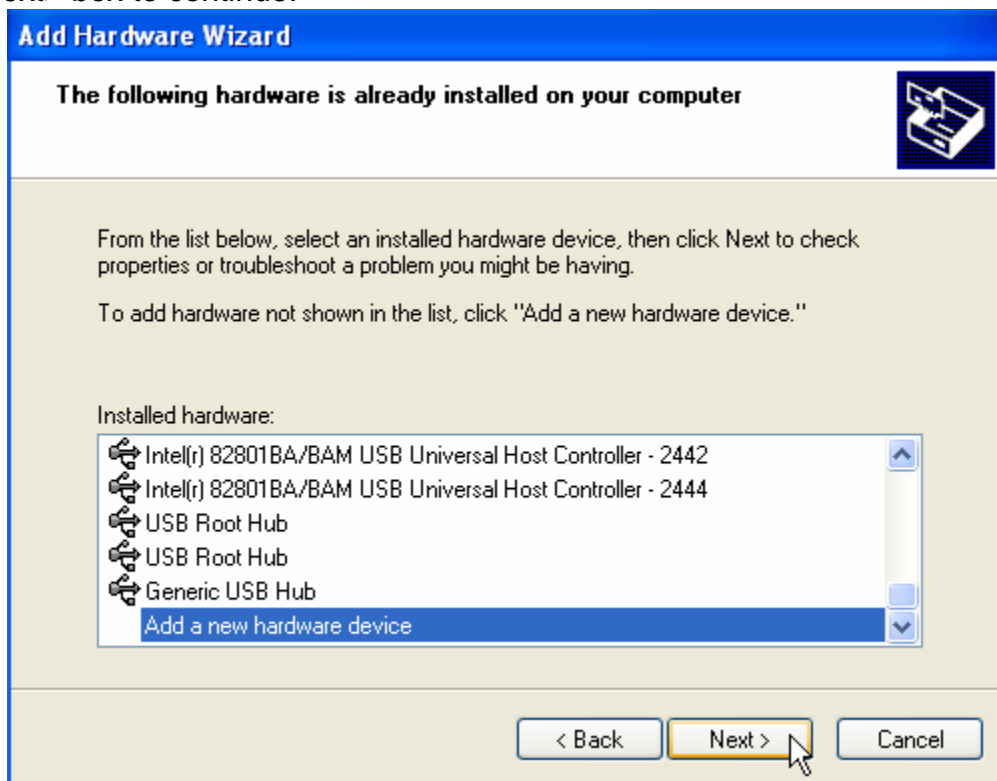 box to continue.
Add Hardware Wizard
The following hardware is already installed on your computer
From the list below, select an installed hardware device, then click Next to check
properties or troubleshoot a problem you might be having.
To add hardware not shown in the list, click "Add a new hardware device."
Installed hardware:
Intel(r) 82801BA/BAM USB Universal Host Controller - 2442
Intel(r) 82801BA/BAM USB Universal Host Controller - 2444
USB Root Hub
USB Root Hub
Generic USB Hub
Add a new hardware device
< Back Next > Cancel